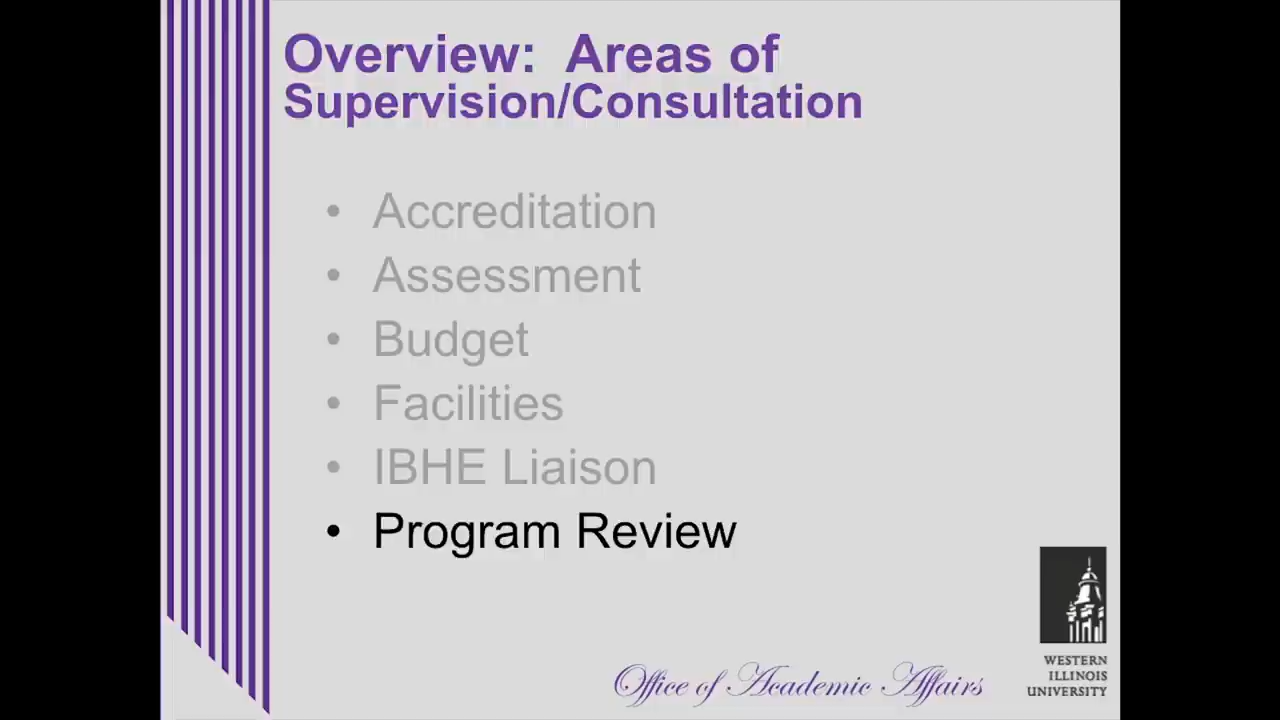 Overview:  Areas of
Supervision/Consultation
• Accreditation
• Assessment
• Budget
• Facilities
• IBHE Liaison
• Program Review
Office of Academic Affairs
WESTERN
ILLINOIS
UNIVERSITY